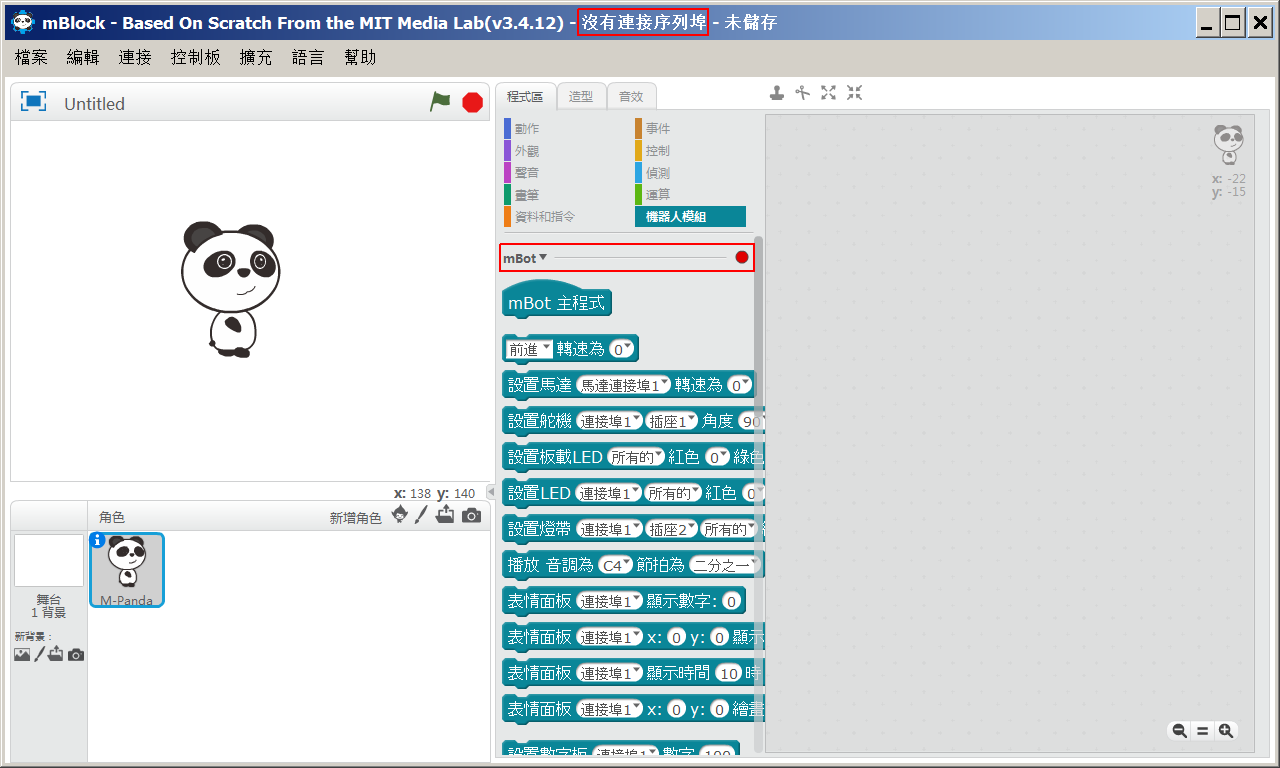 mBlock - Based On Scratch From the MIT Media Lab(v3.4.12) - 沒有連接序列埠 - 未儲存
檔案 編輯 連接 控制板 擴充 語言 幫助
Untitled
程式區 造型 音效
動作 事件
外觀 控制
聲音 偵測
畫筆 運算
資料和指令 機器人模組
x: -22
y: -15
mBot
mBot 主程式
前進 轉速為 0
設置馬達 馬達連接埠1 轉速為 0
設置舵機 連接埠1 插座1 角度 90
設置板載LED 所有的 紅色 0 綠色
設置LED 連接埠1 所有的 紅色 0
設置燈帶 連接埠1 插座2 所有的
播放 音調為 C4 節拍為 二分之一
表情面板 連接埠1 顯示數字: 0
表情面板 連接埠1 x: 0 y: 0 顯示
表情面板 連接埠1 顯示時間 10 時
表情面板 連接埠1 x: 0 y: 0 繪畫
設置數字板 連接埠1 數字 100
x: 138 y: 140
角色 新增角色
M-Panda
舞台
1 背景
新背景：